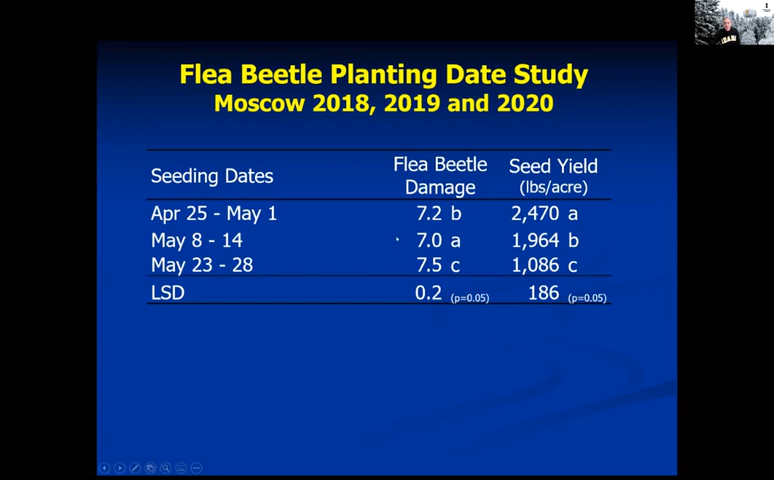 Flea Beetle Planting Date Study
Moscow 2018, 2019 and 2020
Seeding Dates Flea Beetle Damage Seed Yield (lbs/acre)
Apr 25 - May 1 7.2 b 2,470 a
May 8 - 14 7.0 a 1,964 b
May 23 - 28 7.5 c 1,086 c
LSD 0.2 (p=0.05) 186 (p=0.05)